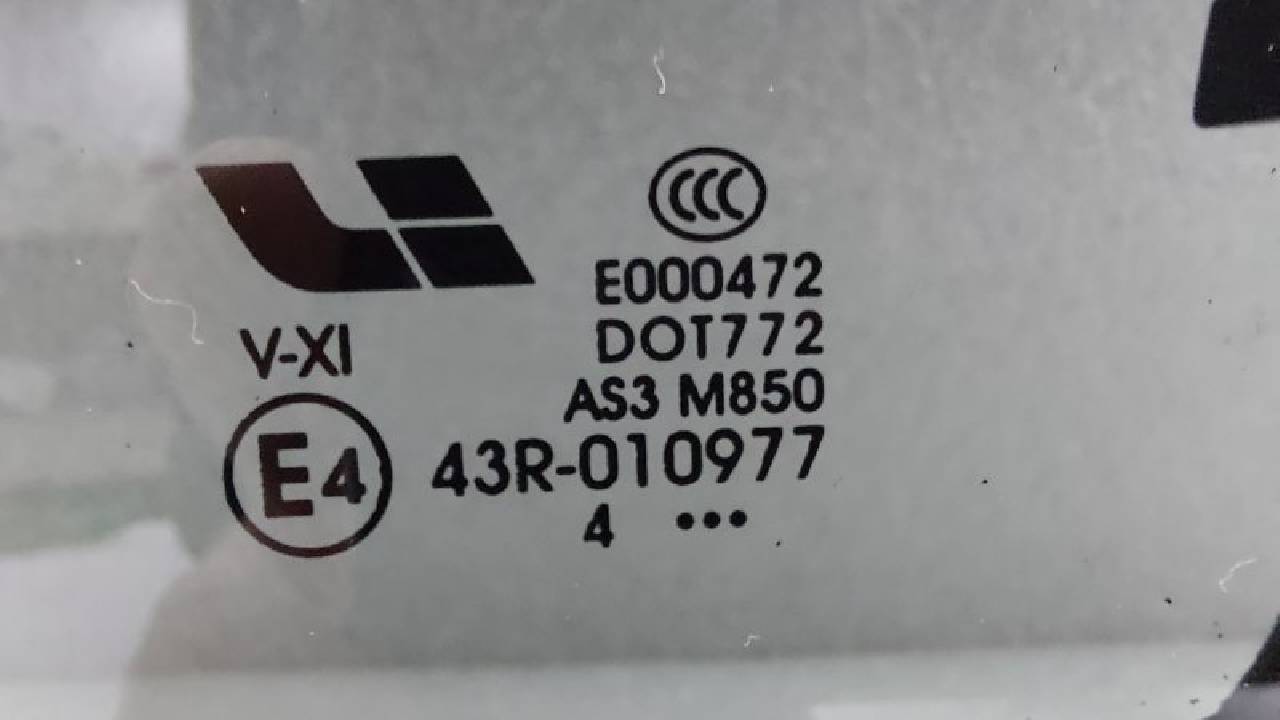 CCC
E000472
DOT772
V-XI
AS3 M850
E4
43R-010977
4 •••